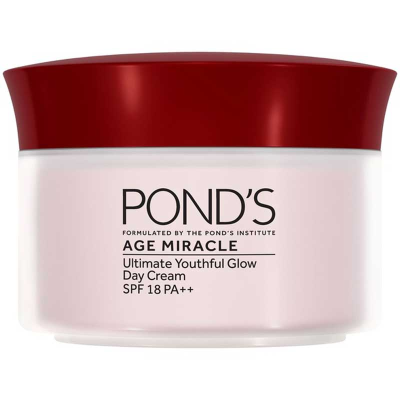 POND'S
FORMULATED BY THE POND'S INSTITUTE
AGE MIRACLE
Ultimate Youthful Glow
Day Cream
SPF 18 PA++